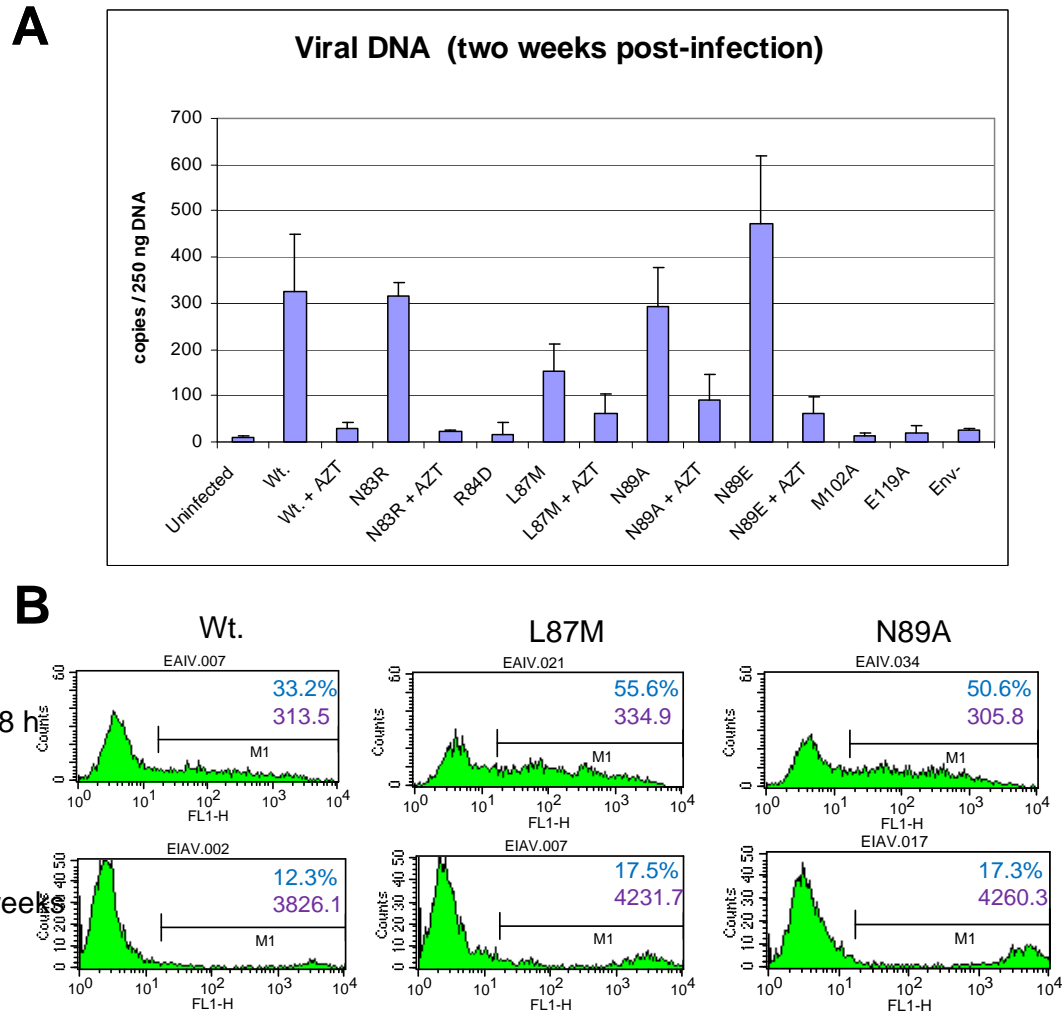 A
Viral DNA (two weeks post-infection)
copies / 250 ng DNA
700
600
500
400
300
200
100
0
Uninfected
Wt.
Wt. + AZT
N83R
N83R + AZT
R84D
L87M
L87M + AZT
N89A
N89A + AZT
N89E
N89E + AZT
M102A
E119A
Env-
B
Wt.
L87M
N89A
8 h
EAIV.007
60
Counts
0
33.2%
313.5
M1
10^0 10^1 10^2 10^3 10^4
FL1-H
EAIV.021
60
Counts
0
55.6%
334.9
M1
10^0 10^1 10^2 10^3 10^4
FL1-H
EAIV.034
60
Counts
0
50.6%
305.8
M1
10^0 10^1 10^2 10^3 10^4
FL1-H
eeks
EIAV.002
Counts
0 10 20 30 40 50
12.3%
3826.1
M1
10^0 10^1 10^2 10^3 10^4
FL1-H
EIAV.007
Counts
0 10 20 30 40 50
17.5%
4231.7
M1
10^0 10^1 10^2 10^3 10^4
FL1-H
EIAV.017
Counts
0 10 20 30 40 50
17.3%
4260.3
M1
10^0 10^1 10^2 10^3 10^4
FL1-H